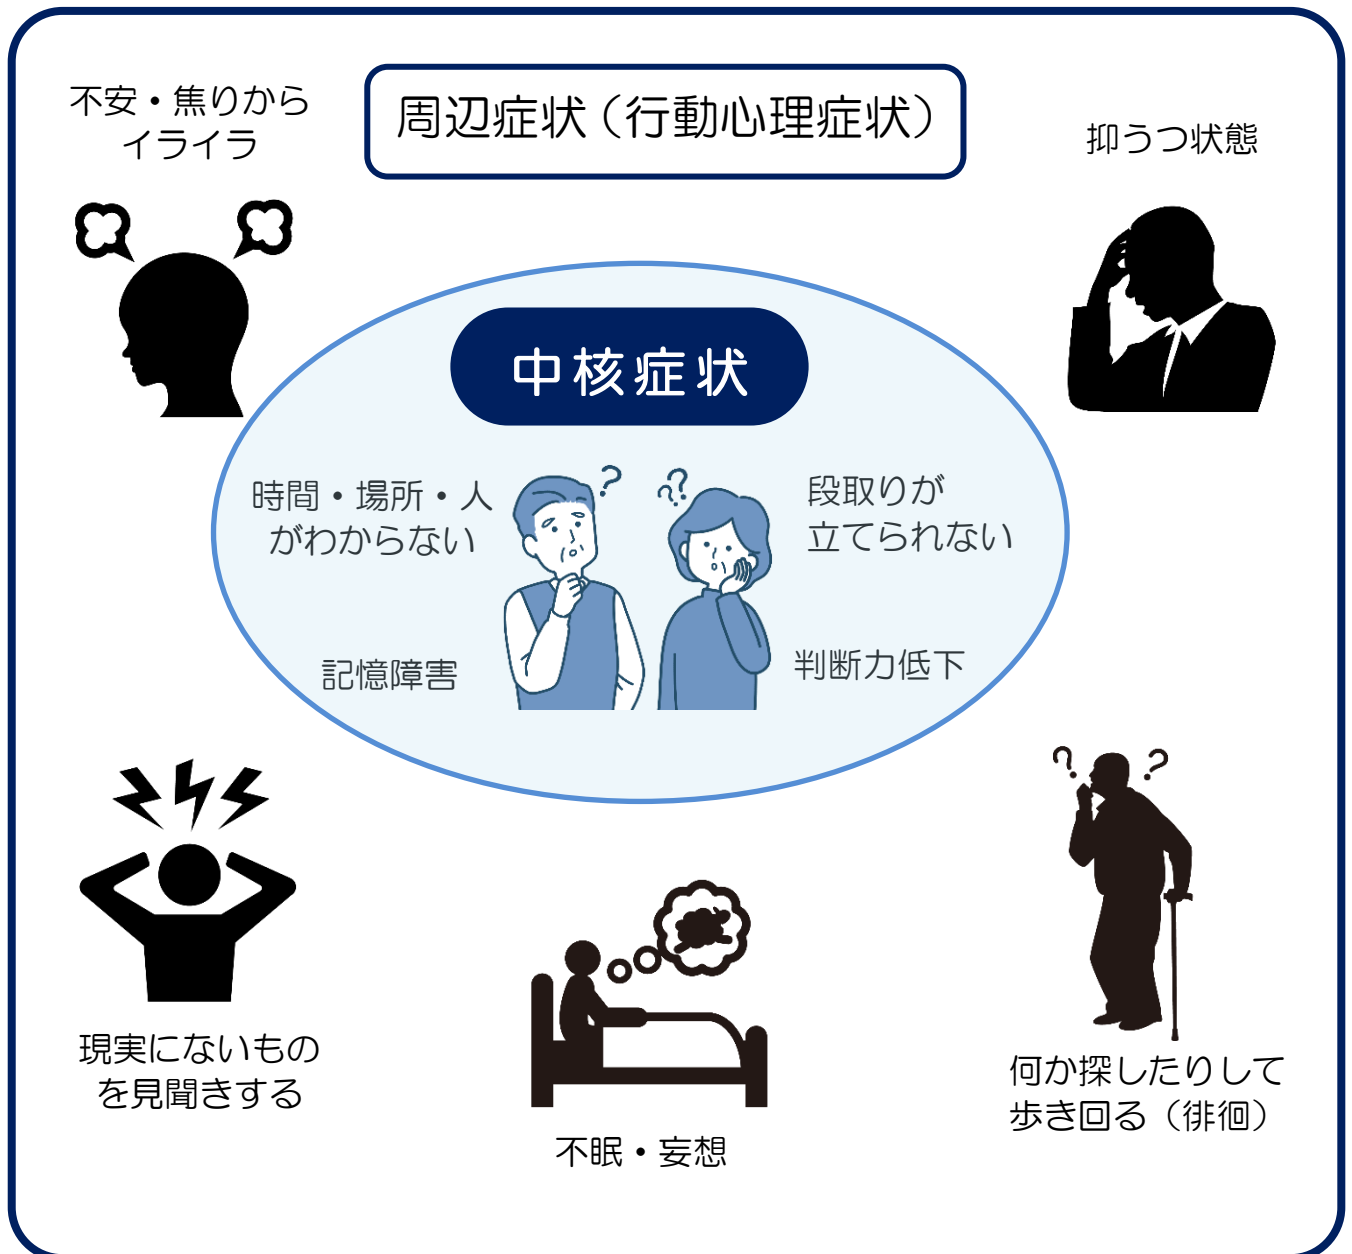 周辺症状（行動心理症状）
不安・焦りから
イライラ
抑うつ状態
中核症状
時間・場所・人
がわからない
段取りが
立てられない
記憶障害
判断力低下
現実にないもの
を見聞きする
不眠・妄想
何か探したりして
歩き回る（徘徊）